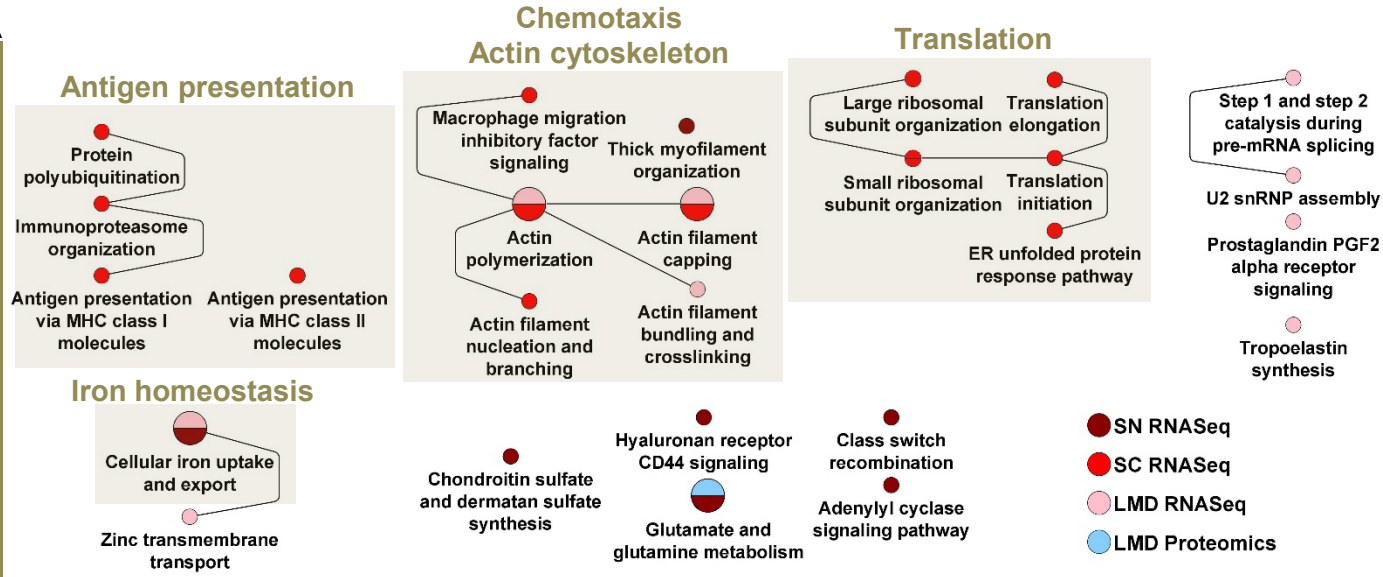 Antigen presentation
Protein
polyubiquitination
Immunoproteasome
organization
Antigen presentation
via MHC class I
molecules
Antigen presentation
via MHC class II
molecules
Chemotaxis
Actin cytoskeleton
Macrophage migration
inhibitory factor
signaling
Thick myofilament
organization
Actin
polymerization
Actin filament
capping
Actin filament
nucleation and
branching
Actin filament
bundling and
crosslinking
Translation
Large ribosomal
subunit organization
Translation
elongation
Small ribosomal
subunit organization
Translation
initiation
ER unfolded protein
response pathway
Step 1 and step 2
catalysis during
pre-mRNA splicing
U2 snRNP assembly
Prostaglandin PGF2
alpha receptor
signaling
Tropoelastin
synthesis
Iron homeostasis
Cellular iron uptake
and export
Zinc transmembrane
transport
Chondroitin sulfate
and dermatan sulfate
synthesis
Hyaluronan receptor
CD44 signaling
Glutamate and
glutamine metabolism
Class switch
recombination
Adenylyl cyclase
signaling pathway
SN RNASeq
SC RNASeq
LMD RNASeq
LMD Proteomics